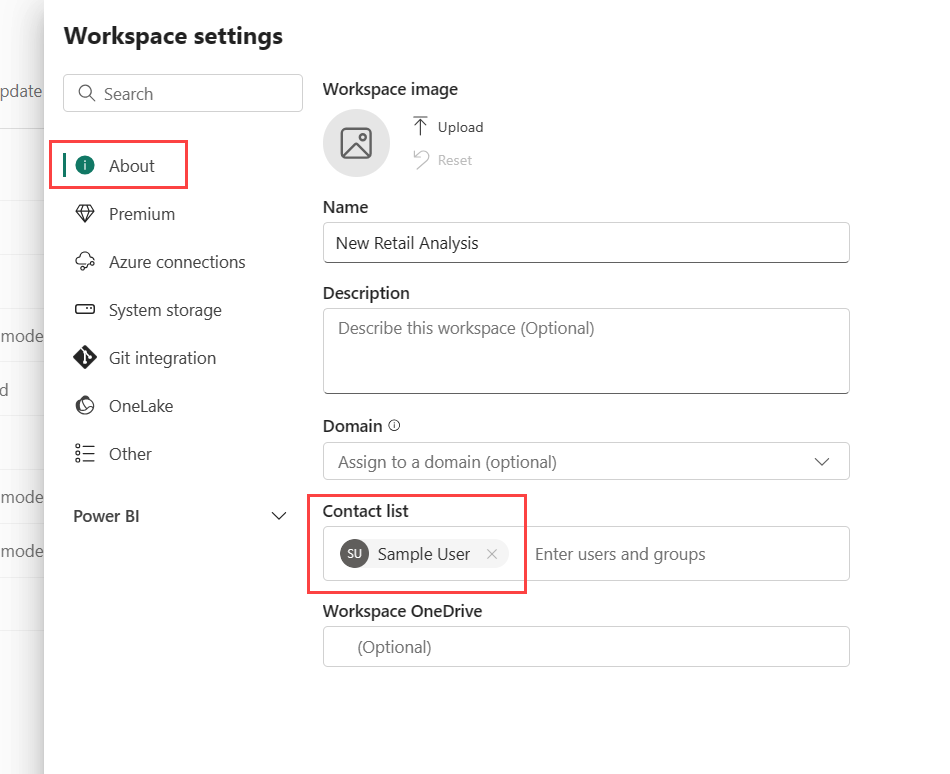 Workspace settings
pdate
mode
d
mode
mode
Search
About
Premium
Azure connections
System storage
Git integration
OneLake
Other
Power BI
Workspace image
Upload
Reset
Name
New Retail Analysis
Description
Describe this workspace (Optional)
Domain
Assign to a domain (optional)
Contact list
SU Sample User Enter users and groups
Workspace OneDrive
(Optional)